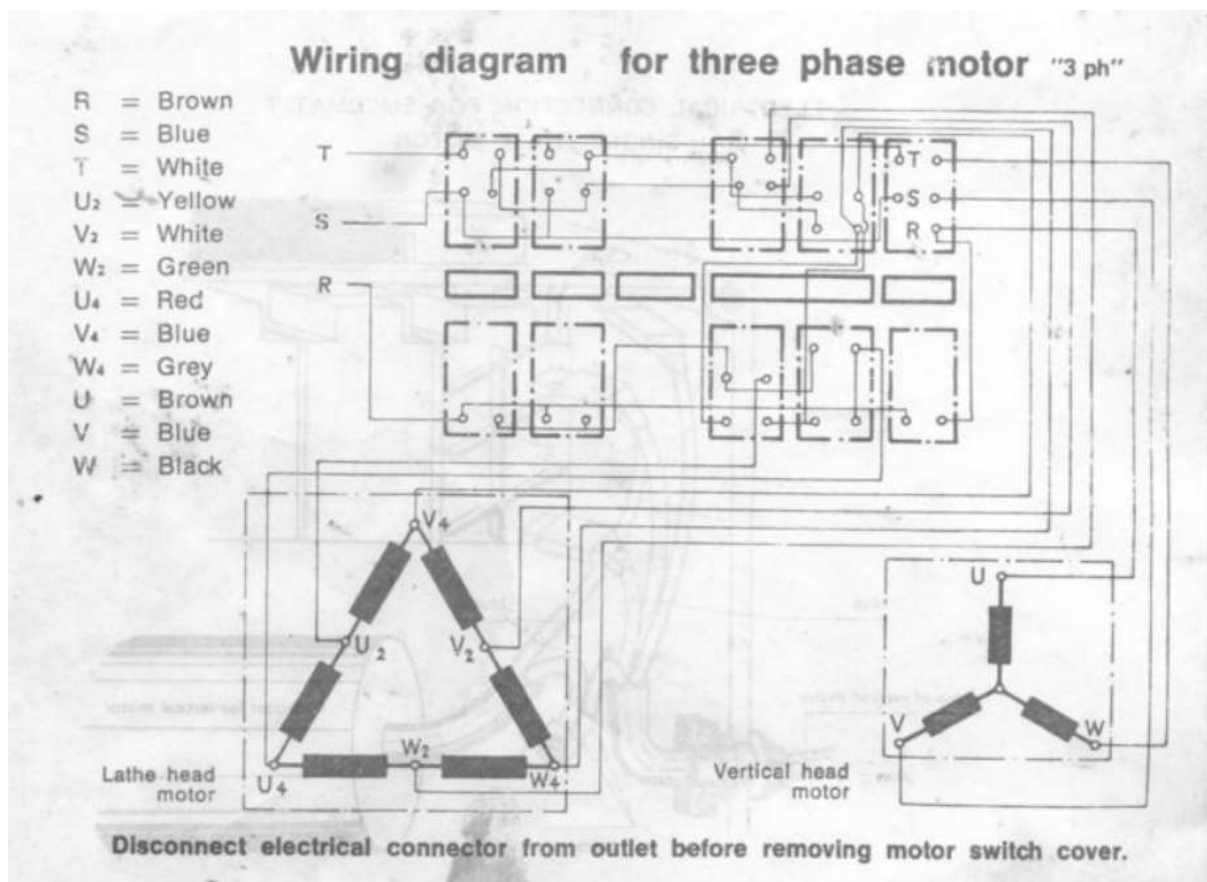 Wiring diagram for three phase motor "3 ph"
R = Brown
S = Blue
T = White
U₂ = Yellow
V₂ = White
W₂ = Green
U₄ = Red
V₄ = Blue
W₄ = Grey
U = Brown
V = Blue
W = Black
T
S
R
T
S
R
V₄
U₂
V₂
W₂
U₄
W₄
Lathe head
motor
U
V
W
Vertical head
motor
Disconnect electrical connector from outlet before removing motor switch cover.